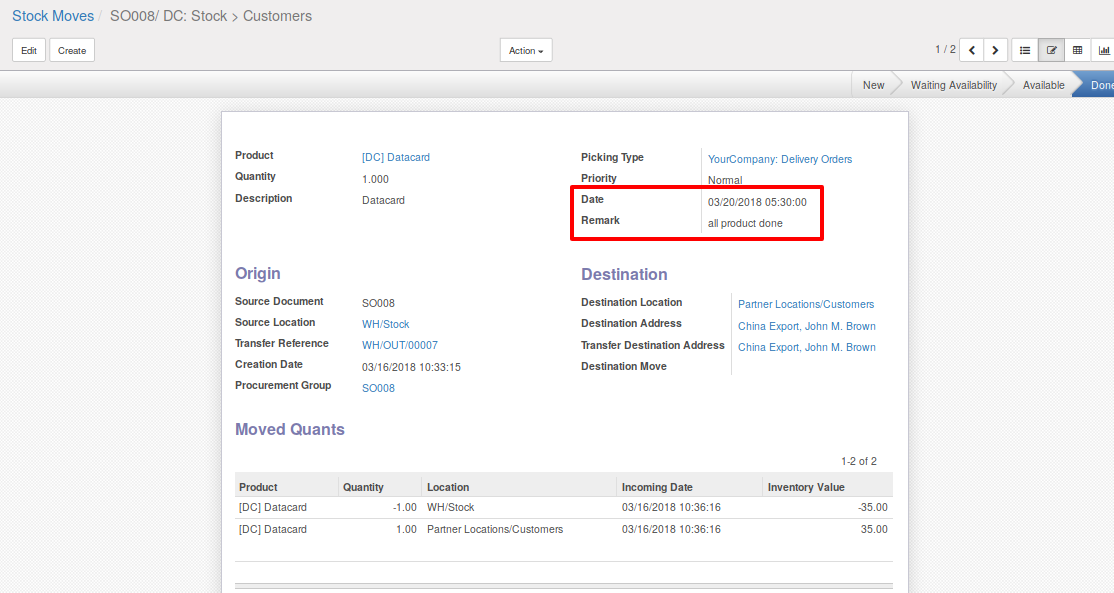 Stock Moves / SO008/ DC: Stock > Customers
Edit Create Action 1 / 2
New Waiting Availability Available Done
Product [DC] Datacard
Quantity 1.000
Description Datacard
Picking Type YourCompany: Delivery Orders
Priority Normal
Date 03/20/2018 05:30:00
Remark all product done
Origin
Source Document SO008
Source Location WH/Stock
Transfer Reference WH/OUT/00007
Creation Date 03/16/2018 10:33:15
Procurement Group SO008
Destination
Destination Location Partner Locations/Customers
Destination Address China Export, John M. Brown
Transfer Destination Address China Export, John M. Brown
Destination Move
Moved Quants
1-2 of 2
Product Quantity Location Incoming Date Inventory Value
[DC] Datacard -1.00 WH/Stock 03/16/2018 10:36:16 -35.00
[DC] Datacard 1.00 Partner Locations/Customers 03/16/2018 10:36:16 35.00